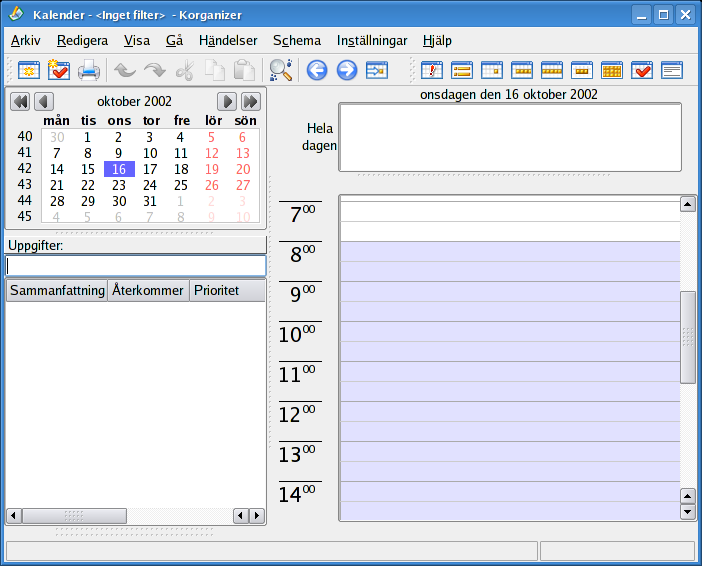 Kalender - <Inget filter> - Korganizer
Arkiv Redigera Visa Gå Händelser Schema Inställningar Hjälp
oktober 2002
mån tis ons tor fre lör sön
40 30 1 2 3 4 5 6
41 7 8 9 10 11 12 13
42 14 15 16 17 18 19 20
43 21 22 23 24 25 26 27
44 28 29 30 31 1 2 3
45 4 5 6 7 8 9 10
Uppgifter:
Sammanfattning Återkommer Prioritet
onsdagen den 16 oktober 2002
Hela
dagen
7 00
8 00
9 00
10 00
11 00
12 00
13 00
14 00